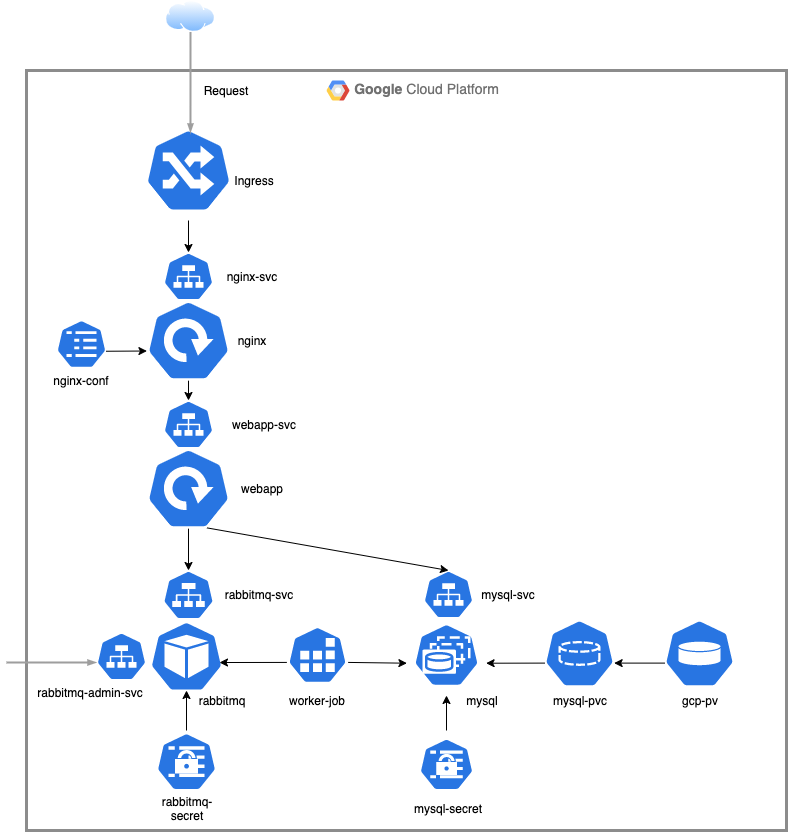 Request
Google Cloud Platform
Ingress
nginx-svc
nginx
nginx-conf
webapp-svc
webapp
rabbitmq-svc
mysql-svc
rabbitmq-admin-svc
rabbitmq
worker-job
mysql
mysql-pvc
gcp-pv
rabbitmq-
secret
mysql-secret